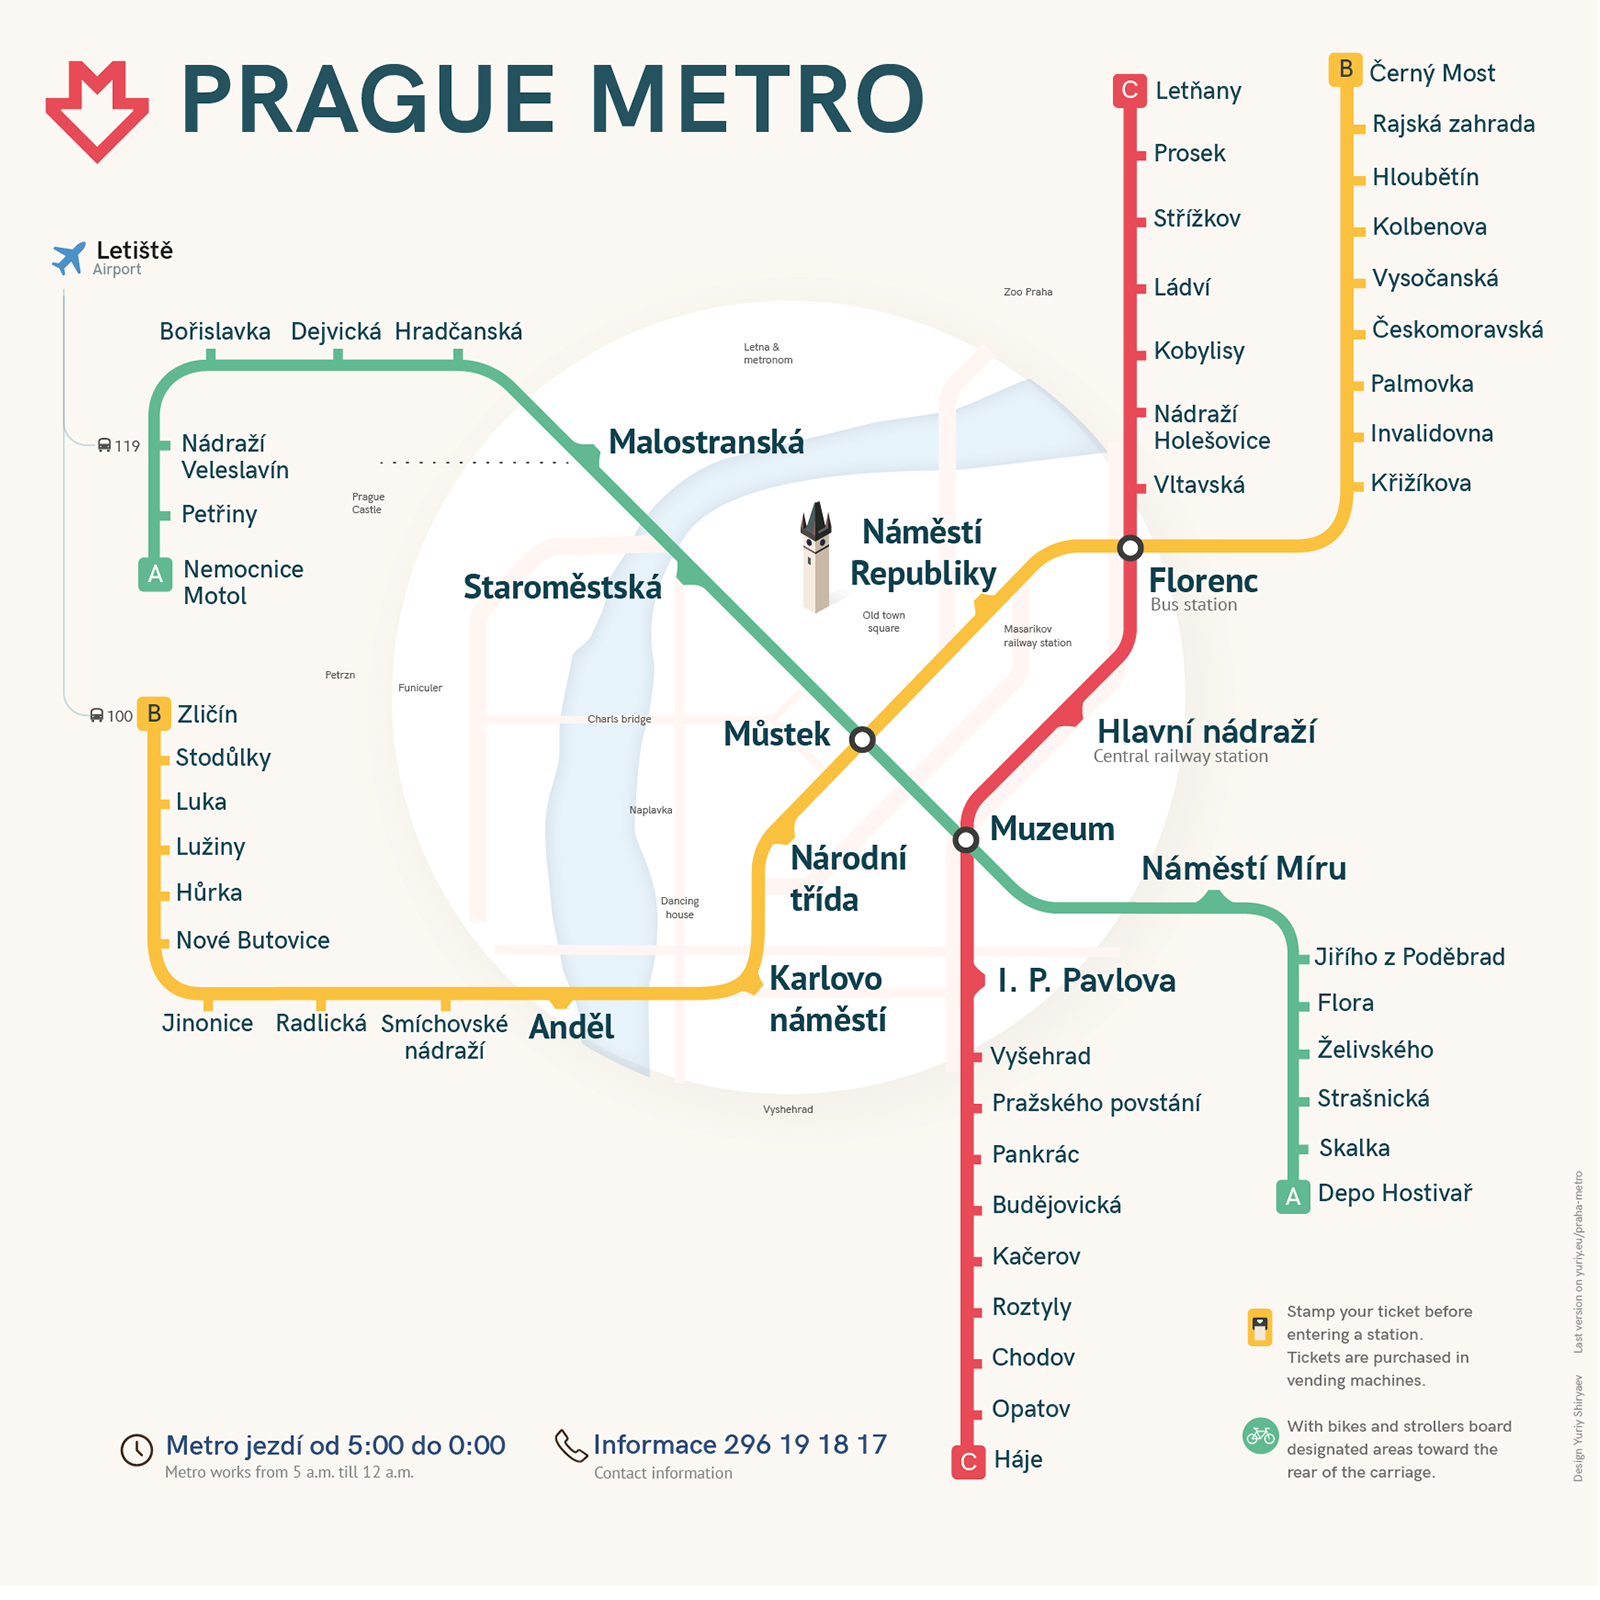 PRAGUE METRO
Letiště
Airport
119
100
Bořislavka
Dejvická
Hradčanská
Nádraží
Veleslavín
Petřiny
A
Nemocnice
Motol
Malostranská
Staroměstská
Můstek
Muzeum
Náměstí Míru
Jiřího z Poděbrad
Flora
Želivského
Strašnická
Skalka
A
Depo Hostivař
C
Letňany
Prosek
Střížkov
Ládví
Kobylisy
Nádraží
Holešovice
Vltavská
Florenc
Bus station
Hlavní nádraží
Central railway station
I. P. Pavlova
Vyšehrad
Pražského povstání
Pankrác
Budějovická
Kačerov
Roztyly
Chodov
Opatov
C
Háje
B
Černý Most
Rajská zahrada
Hloubětín
Kolbenova
Vysočanská
Českomoravská
Palmovka
Invalidovna
Křižíkova
Náměstí
Republiky
Národní
třída
Karlovo
náměstí
Anděl
Smíchovské
nádraží
Radlická
Jinonice
Nové Butovice
Hůrka
Lužiny
Luka
Stodůlky
B
Zličín
Zoo Praha
Letna &
metronom
Prague
Castle
Old town
square
Masarikov
railway station
Petrzn
Funiculer
Charls bridge
Naplavka
Dancing
house
Vyshehrad
Metro jezdí od 5:00 do 0:00
Metro works from 5 a.m. till 12 a.m.
Informace 296 19 18 17
Contact information
Stamp your ticket before
entering a station.
Tickets are purchased in
vending machines.
With bikes and strollers board
designated areas toward the
rear of the carriage.
Design Yuriy Shiryaev Last version on yuriy.eu/praha-metro